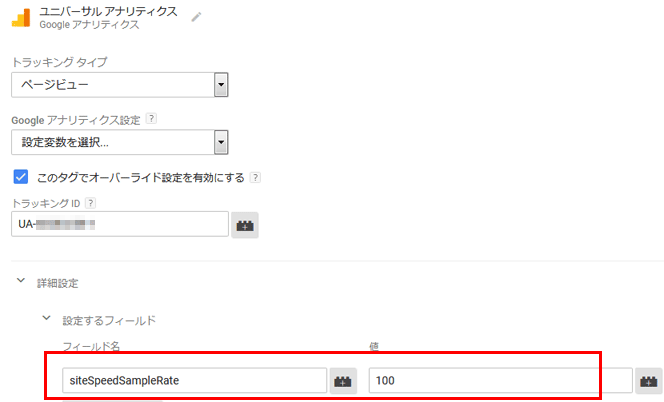 ユニバーサル アナリティクス
Google アナリティクス
トラッキング タイプ
ページビュー
Google アナリティクス設定 ?
設定変数を選択...
このタグでオーバーライド設定を有効にする ?
トラッキング ID ?
UA-
詳細設定
設定するフィールド
フィールド名 値
siteSpeedSampleRate 100